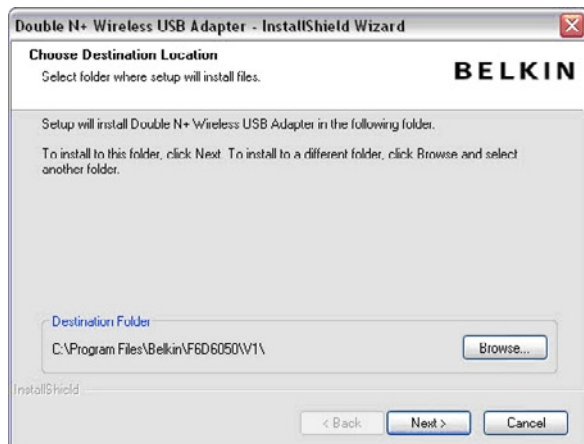 Double N+ Wireless USB Adapter - InstallShield Wizard
Choose Destination Location
Select folder where setup will install files.
BELKIN
Setup will install Double N+ Wireless USB Adapter in the following folder.
To install to this folder, click Next. To install to a different folder, click Browse and select
another folder.
Destination Folder
C:\Program Files\Belkin\F6D6050\V1\
Browse...
InstallShield
< Back
Next >
Cancel